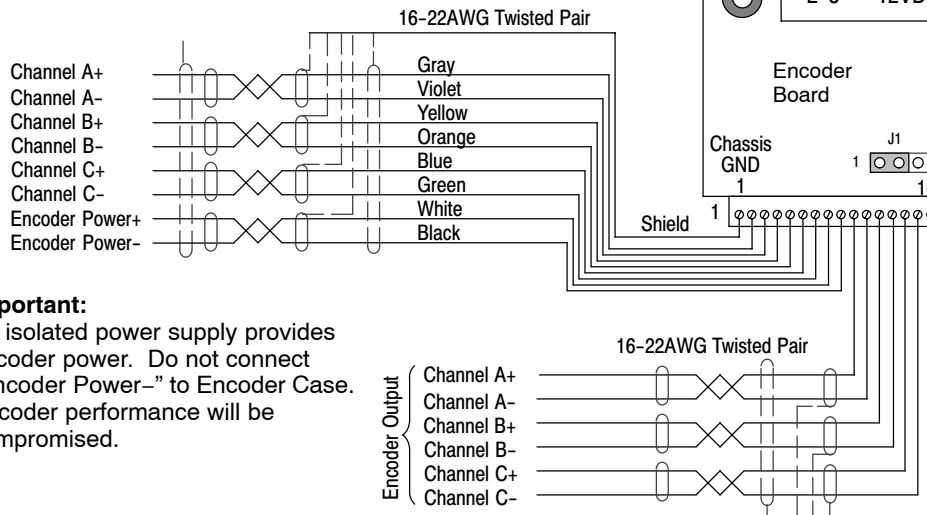 16-22AWG Twisted Pair
Channel A+
Channel A-
Channel B+
Channel B-
Channel C+
Channel C-
Encoder Power+
Encoder Power-
Gray
Violet
Yellow
Orange
Blue
Green
White
Black
Shield
Encoder
Board
Chassis
GND
1
J1
1
1
isolated power supply provides
coder power. Do not connect
Power-” to Encoder Case.
performance will be
16-22AWG Twisted Pair
Encoder Output
Channel A+
Channel A-
Channel B+
Channel B-
Channel C+
Channel C-